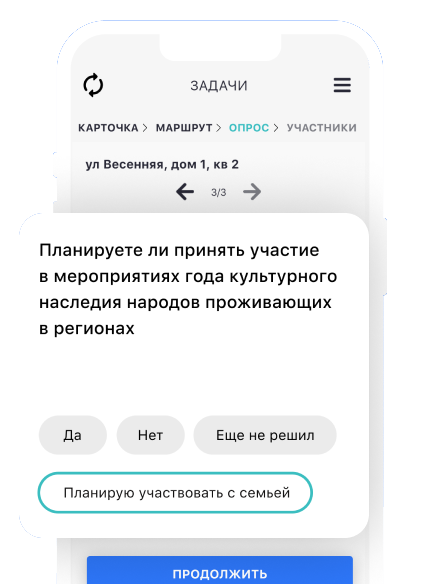 ЗАДАЧИ
КАРТОЧКА > МАРШРУТ > ОПРОС > УЧАСТНИКИ
ул Весенняя, дом 1, кв 2
3/3
Планируете ли принять участие
в мероприятиях года культурного
наследия народов проживающих
в регионах
Да Нет Еще не решил
Планирую участвовать с семьей
ПРОДОЛЖИТЬ